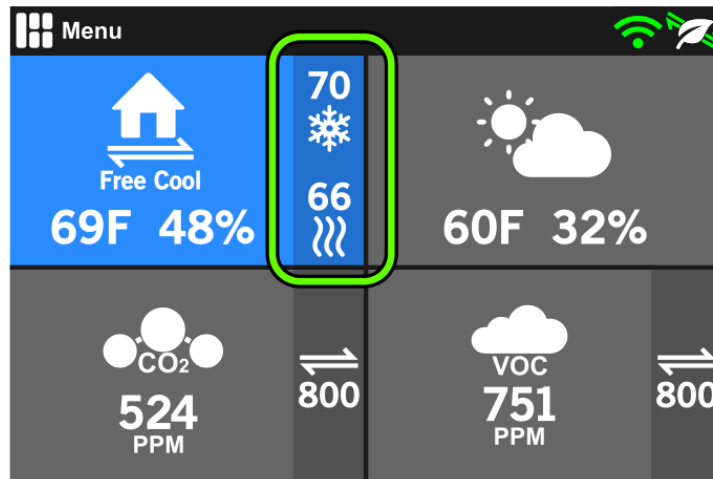 Menu
70
Free Cool
66
69F 48%
60F 32%
CO2
524
PPM
800
VOC
751
PPM
800